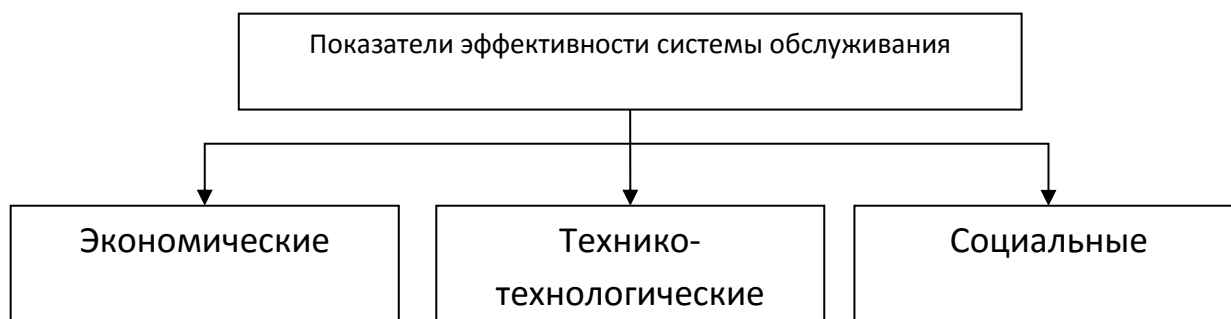 Показатели эффективности системы обслуживания
Экономические
Технико-
технологические
Социальные